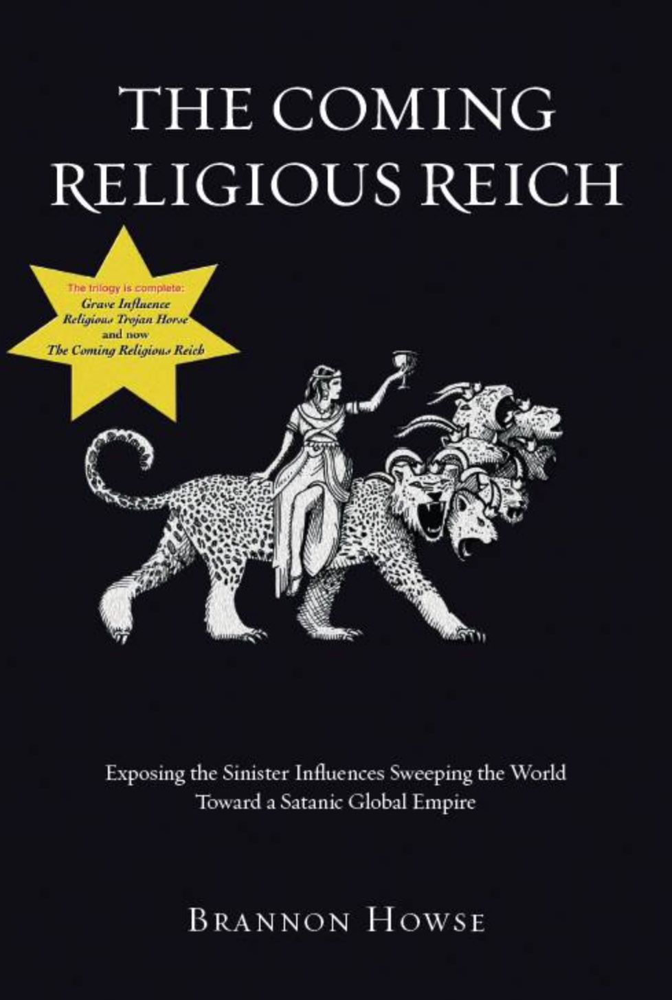 THE COMING
RELIGIOUS REICH
The trilogy is complete:
Grave Influence
Religious Trojan Horse
and now
The Coming Religious Reich
Exposing the Sinister Influences Sweeping the World
Toward a Satanic Global Empire
BRANNON HOWSE